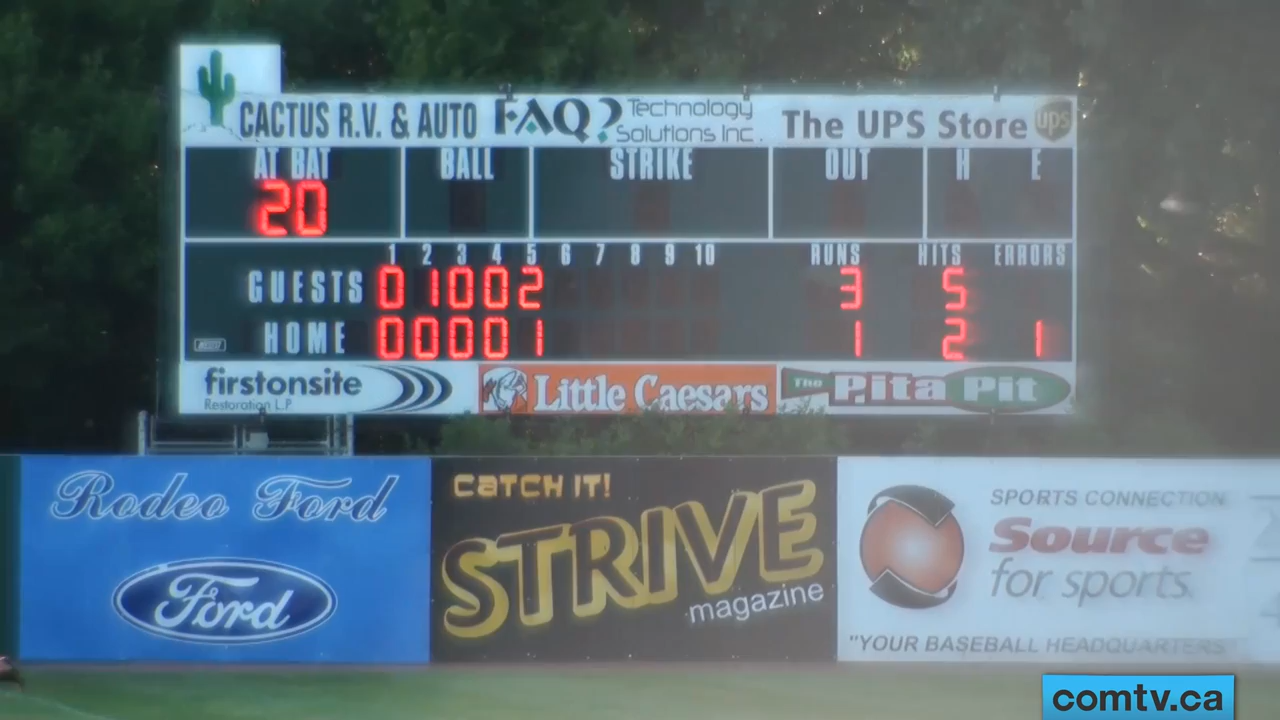 CACTUS R.V. & AUTO
FAQ?
Technology
Solutions Inc.
The UPS Store
ups
AT BAT BALL STRIKE OUT H E
20
1 2 3 4 5 6 7 8 9 10 RUNS HITS ERRORS
GUESTS 0 1 0 0 2 3 5
HOME 0 0 0 0 1 1 2 1
firstonsite
Restoration L.P
Little Caesars
The Pita Pit
Rodeo Ford
Ford
CATCH IT!
STRIVE
magazine
SPORTS CONNECTION
Source
for sports
"YOUR BASEBALL HEADQUARTERS"
comtv.ca